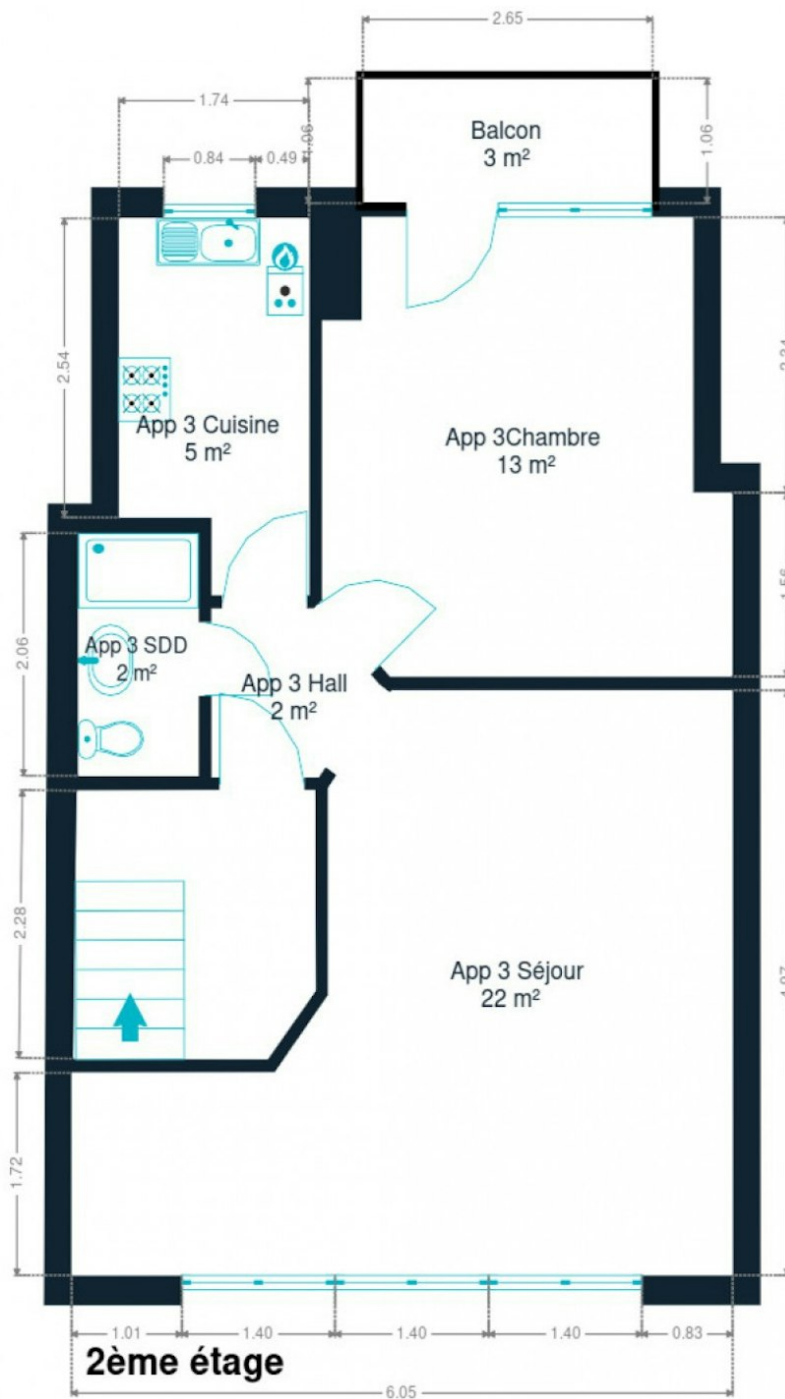 2.65
1.74
1.06
Balcon
3 m²
1.06
0.84
0.49
2.54
App 3 Cuisine
5 m²
App 3Chambre
13 m²
2.06
App 3 SDD
2 m²
App 3 Hall
2 m²
2.28
App 3 Séjour
22 m²
1.72
1.01
1.40
1.40
1.40
0.83
2ème étage
6.05